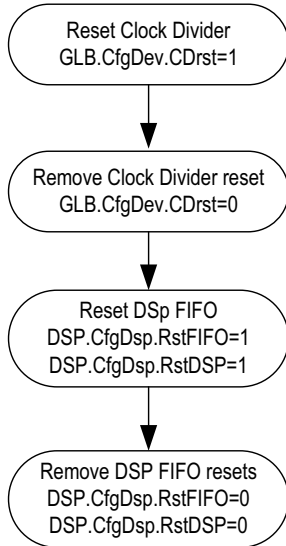 Reset Clock Divider
GLB.CfgDev.CDrst=1
Remove Clock Divider reset
GLB.CfgDev.CDrst=0
Reset DSp FIFO
DSP.CfgDsp.RstFIFO=1
DSP.CfgDsp.RstDSP=1
Remove DSP FIFO resets
DSP.CfgDsp.RstFIFO=0
DSP.CfgDsp.RstDSP=0